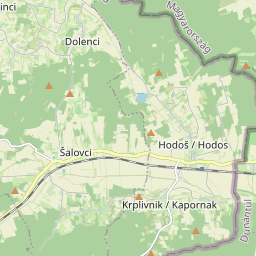 inci
Dolenci
Magyarország
Hodoš / Hodos
Šalovci
Krplivnik / Kapornak
Dunántúl